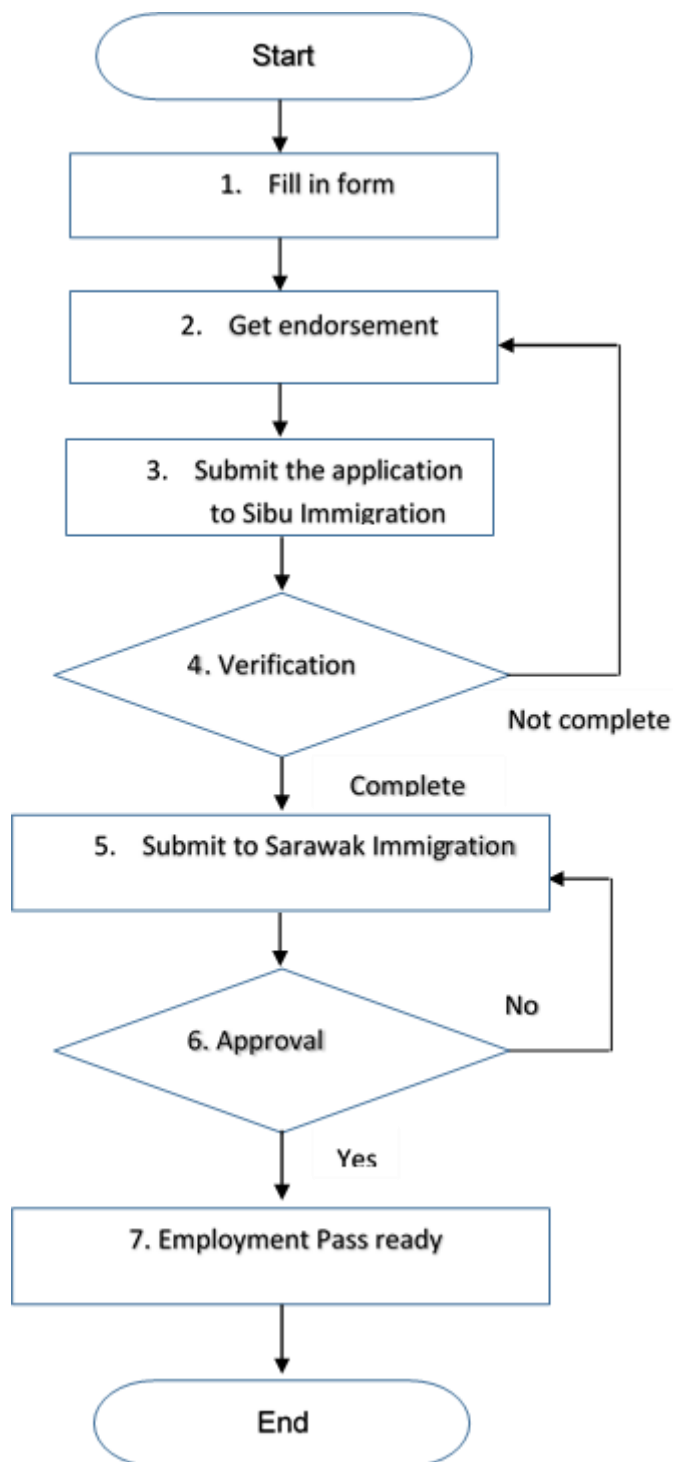 Start
1. Fill in form
2. Get endorsement
3. Submit the application
to Sibu Immigration
4. Verification
Not complete
Complete
5. Submit to Sarawak Immigration
No
6. Approval
Yes
7. Employment Pass ready
End